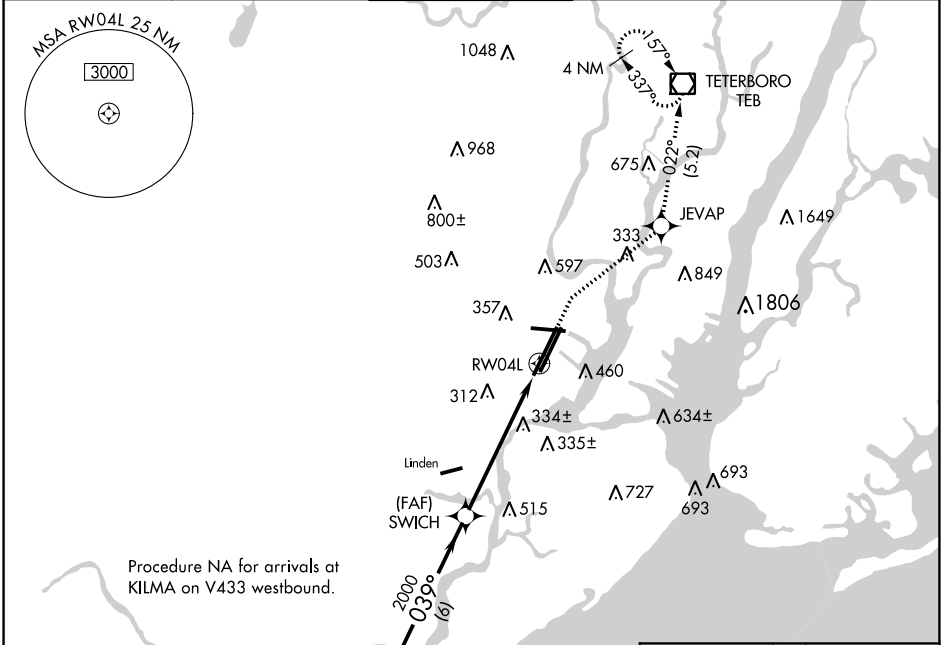 MSA RW04L 25 NM
3000
1048
4 NM
157°
337°
TETERBORO
TEB
968
675
022°
(5.2)
800±
JEVAP
1649
333
503
597
849
357
1806
RW04L
460
312
334±
634±
335±
Linden
693
727
693
(FAF)
SWICH
515
Procedure NA for arrivals at
KILMA on V433 westbound.
2000
039°
(6)